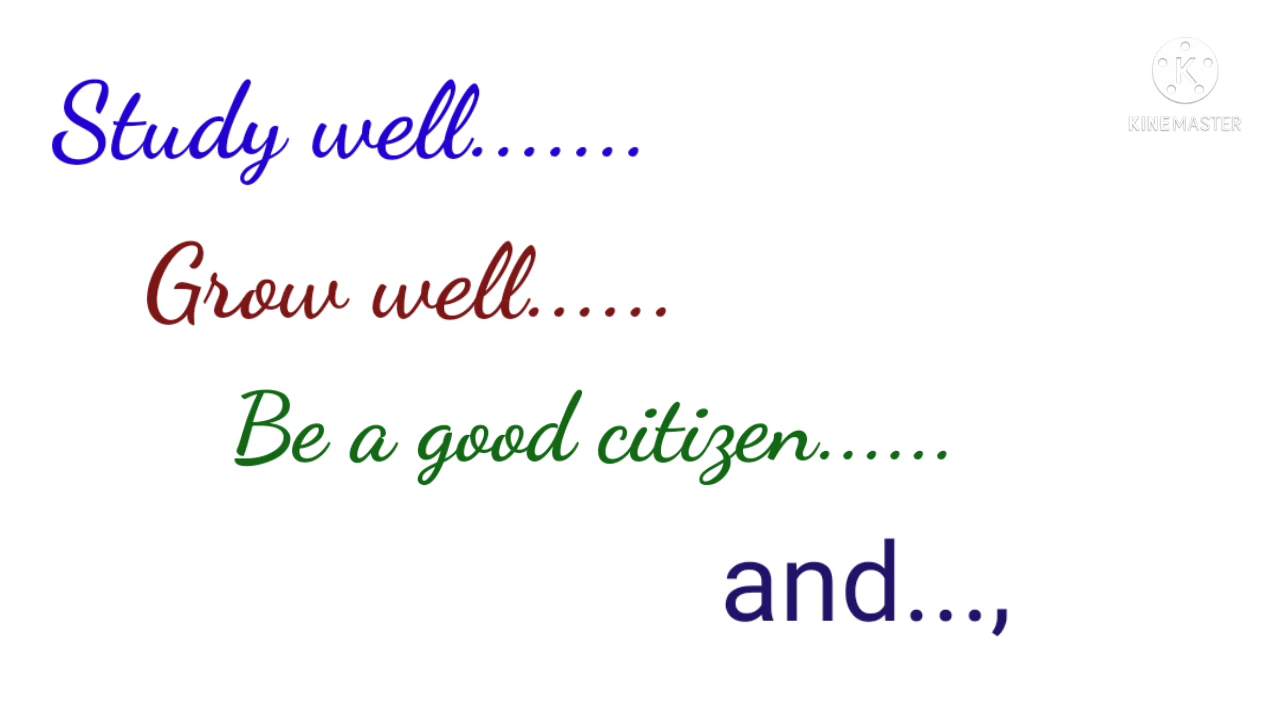 Study well.......
KINEMASTER
Grow well......
Be a good citizen......
and...,